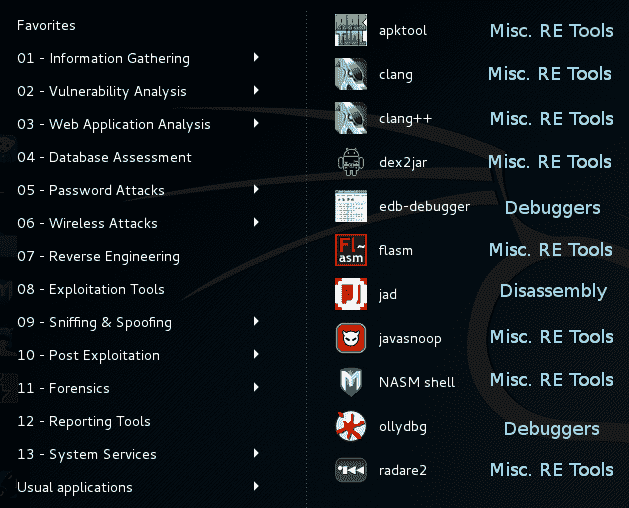 Favorites
01 - Information Gathering
02 - Vulnerability Analysis
03 - Web Application Analysis
04 - Database Assessment
05 - Password Attacks
06 - Wireless Attacks
07 - Reverse Engineering
08 - Exploitation Tools
09 - Sniffing & Spoofing
10 - Post Exploitation
11 - Forensics
12 - Reporting Tools
13 - System Services
Usual applications
apktool Misc. RE Tools
clang Misc. RE Tools
clang++ Misc. RE Tools
dex2jar Misc. RE Tools
edb-debugger Debuggers
Fl~
asm
flasm Misc. RE Tools
jad Disassembly
javasnoop Misc. RE Tools
NASM shell Misc. RE Tools
ollydbg Debuggers
radare2 Misc. RE Tools